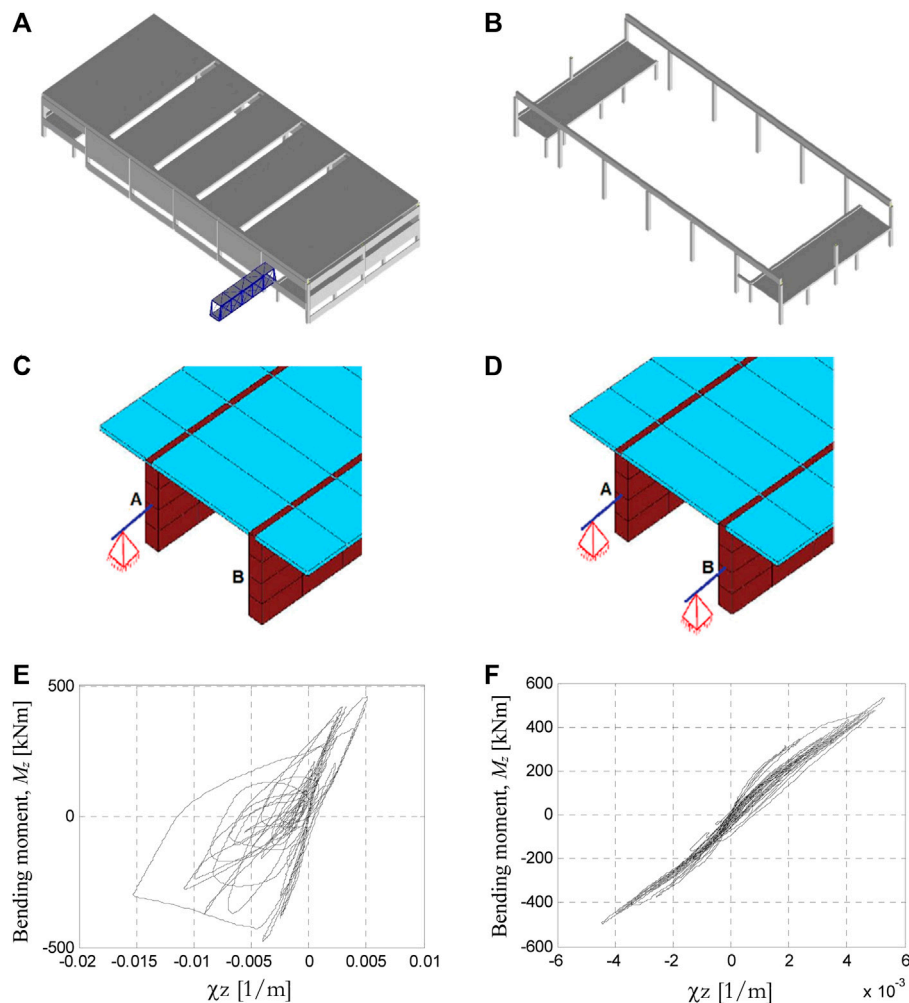 A
B
C
D
A
B
A
B
E
F
500
0
-500
-0.02
-0.015
-0.01
-0.005
0
0.005
0.01
Bending moment, Mz [kNm]
χz [1/m]
600
400
200
0
-200
-400
-600
-6
-4
-2
0
2
4
6
x 10⁻³
Bending moment, Mz [kNm]
χz [1/m]